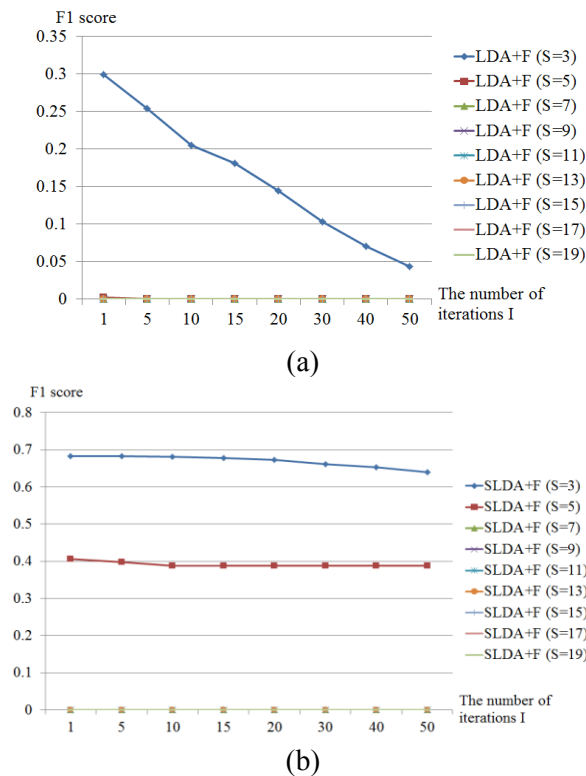 F1 score
0.35
0.3
0.25
0.2
0.15
0.1
0.05
0
1 5 10 15 20 30 40 50
The number of
iterations I
LDA+F (S=3)
LDA+F (S=5)
LDA+F (S=7)
LDA+F (S=9)
LDA+F (S=11)
LDA+F (S=13)
LDA+F (S=15)
LDA+F (S=17)
LDA+F (S=19)
(a)
F1 score
0.8
0.7
0.6
0.5
0.4
0.3
0.2
0.1
0
1 5 10 15 20 30 40 50
The number of
iterations I
SLDA+F (S=3)
SLDA+F (S=5)
SLDA+F (S=7)
SLDA+F (S=9)
SLDA+F (S=11)
SLDA+F (S=13)
SLDA+F (S=15)
SLDA+F (S=17)
SLDA+F (S=19)
(b)